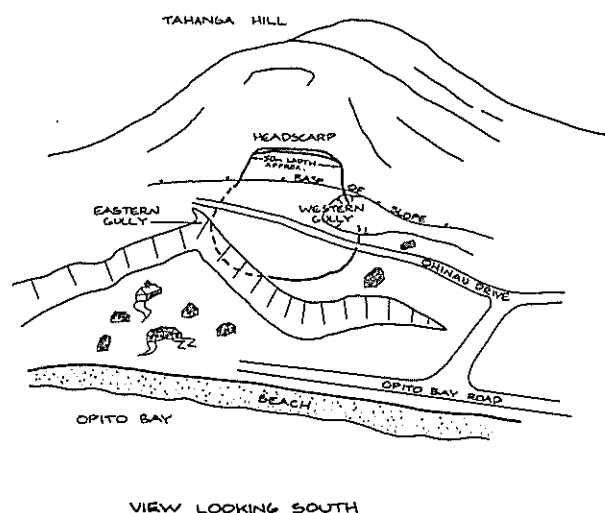 TAHANGA HILL
HEADSCARP
50m WIDTH
APPROX.
BASE OF SLOPE
EASTERN
GULLY
WESTERN
GULLY
OHINAU DRIVE
OPITO BAY ROAD
BEACH
OPITO BAY
VIEW LOOKING SOUTH